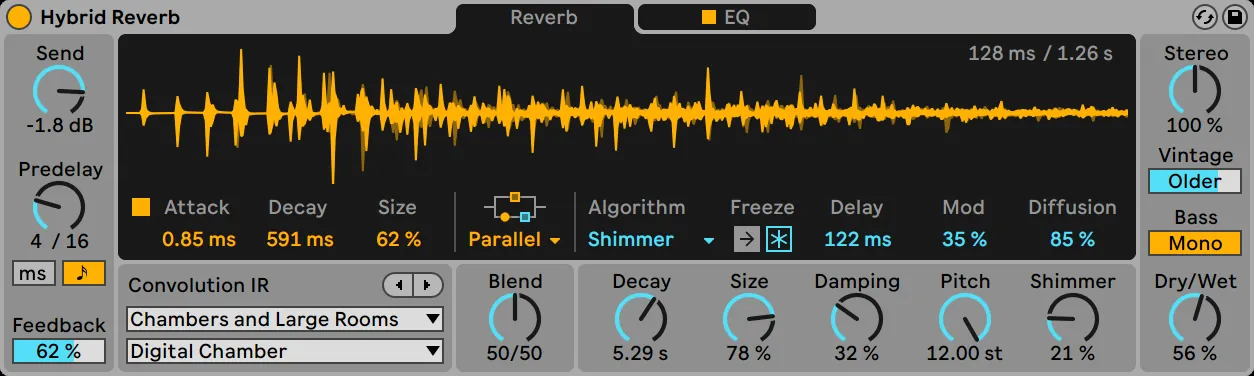 Hybrid Reverb
Reverb
EQ
Send
-1.8 dB
Predelay
4 / 16
ms
Feedback
62 %
128 ms / 1.26 s
Attack
Decay
Size
0.85 ms
591 ms
62 %
Parallel
Algorithm
Freeze
Delay
Mod
Diffusion
Shimmer
122 ms
35 %
85 %
Convolution IR
Chambers and Large Rooms
Digital Chamber
Blend
50/50
Decay
5.29 s
Size
78 %
Damping
32 %
Pitch
12.00 st
Shimmer
21 %
Stereo
100 %
Vintage
Older
Bass
Mono
Dry/Wet
56 %